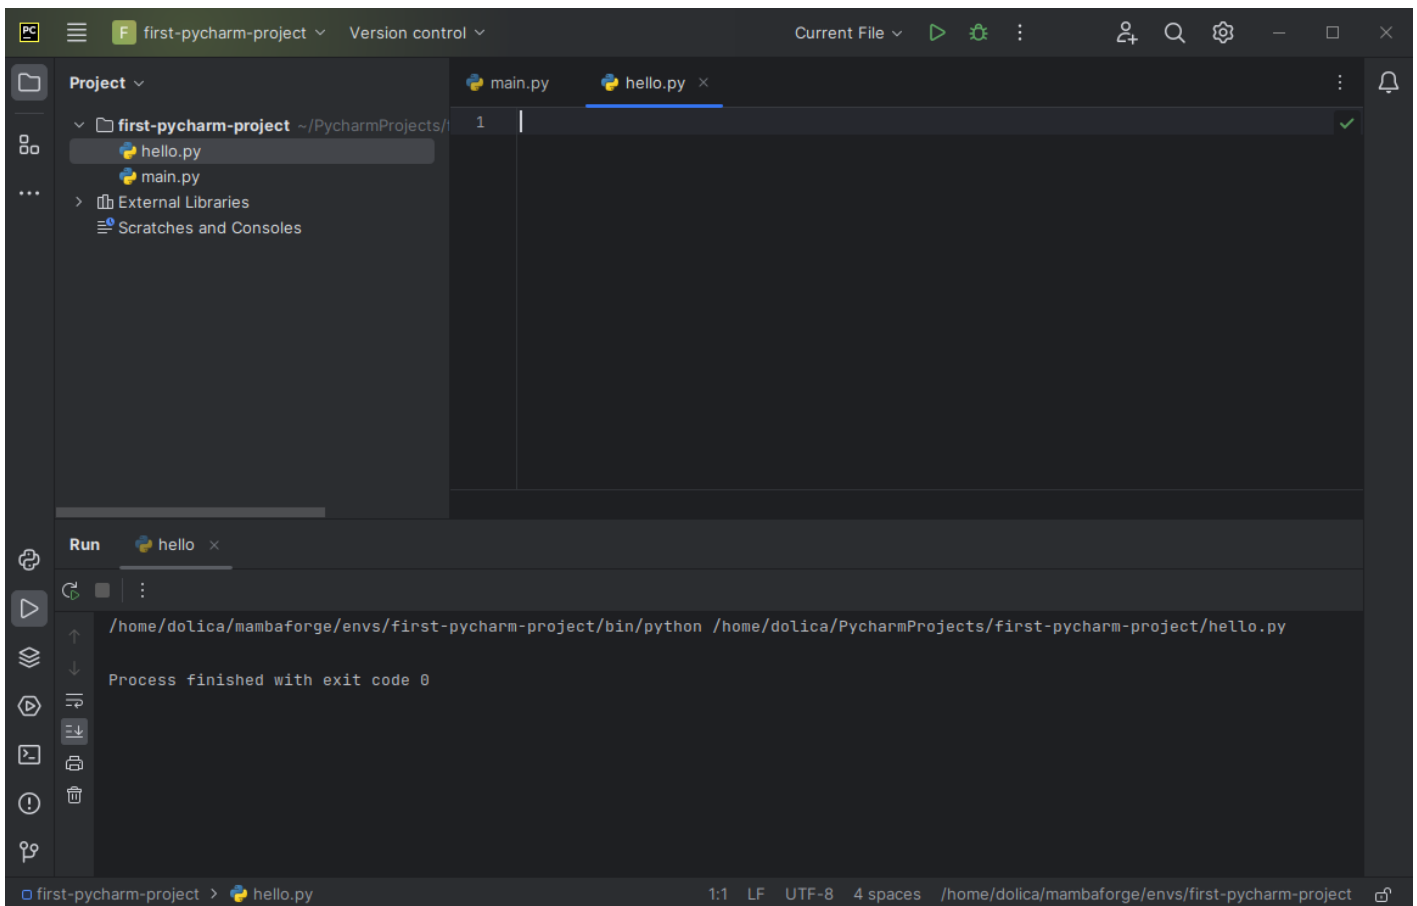 PC F first-pycharm-project Version control Current File
Project
main.py hello.py
first-pycharm-project ~/PycharmProjects/
1
hello.py
main.py
External Libraries
Scratches and Consoles
Run hello
/home/dolica/mambaforge/envs/first-pycharm-project/bin/python /home/dolica/PycharmProjects/first-pycharm-project/hello.py
Process finished with exit code 0
first-pycharm-project > hello.py 1:1 LF UTF-8 4 spaces /home/dolica/mambaforge/envs/first-pycharm-project